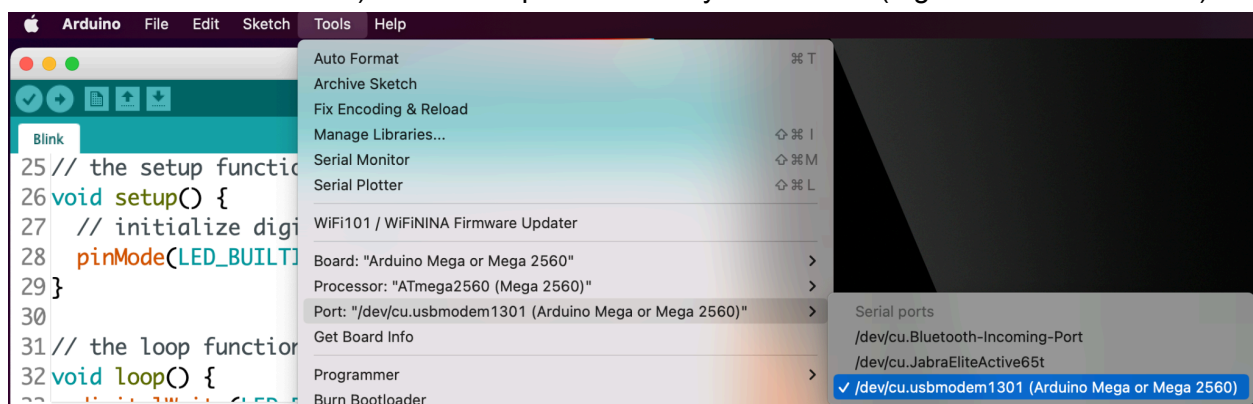 Arduino File Edit Sketch Tools Help
Auto Format ⌘ T
Archive Sketch
Fix Encoding & Reload
Manage Libraries... ⇧ ⌘ I
Serial Monitor ⇧ ⌘ M
Serial Plotter ⇧ ⌘ L
WiFi101 / WiFiNINA Firmware Updater
Board: "Arduino Mega or Mega 2560"
Processor: "ATmega2560 (Mega 2560)"
Port: "/dev/cu.usbmodem1301 (Arduino Mega or Mega 2560)"
Get Board Info
Programmer
Burn Bootloader
Serial ports
/dev/cu.Bluetooth-Incoming-Port
/dev/cu.JabraEliteActive65t
✓ /dev/cu.usbmodem1301 (Arduino Mega or Mega 2560)
Blink
25 // the setup functio
26 void setup() {
27 // initialize digi
28 pinMode(LED_BUILTI
29 }
30
31 // the loop function
32 void loop() {